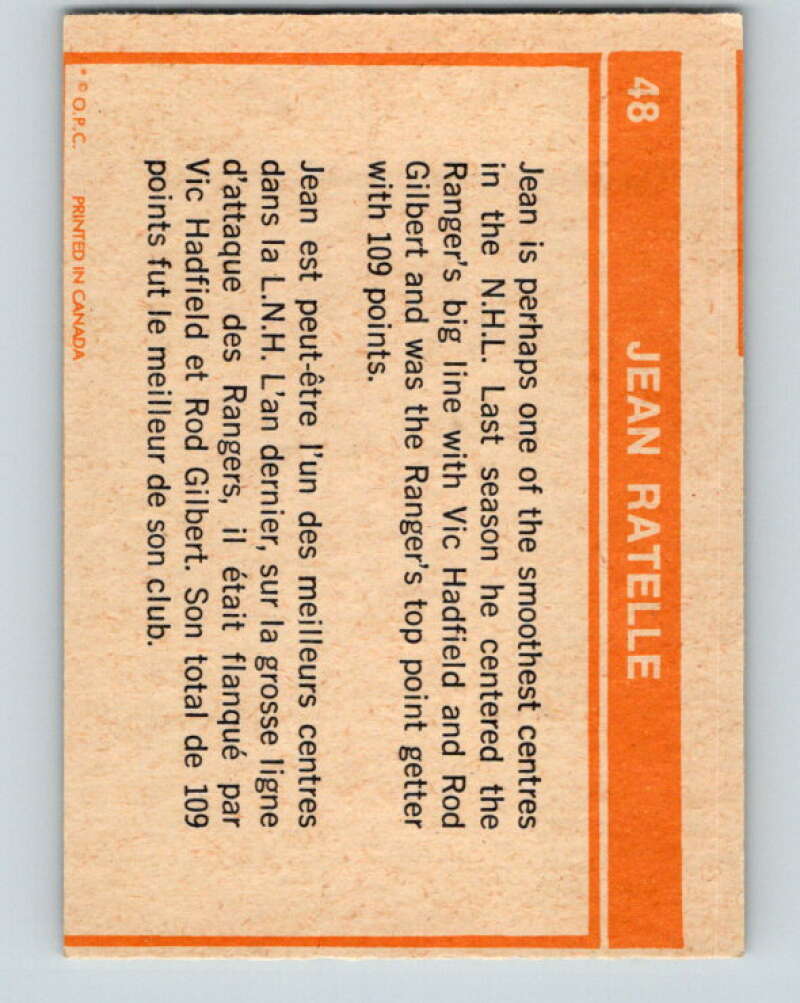 48 JEAN RATELLE
Jean is perhaps one of the smoothest centres
in the N.H.L. Last season he centered the
Ranger's big line with Vic Hadfield and Rod
Gilbert and was the Ranger's top point getter
with 109 points.
Jean est peut-être l'un des meilleurs centres
dans la L.N.H. L'an dernier, sur la grosse ligne
d'attaque des Rangers, il était flanqué par
Vic Hadfield et Rod Gilbert. Son total de 109
points fut le meilleur de son club.
* © O.P.C. PRINTED IN CANADA